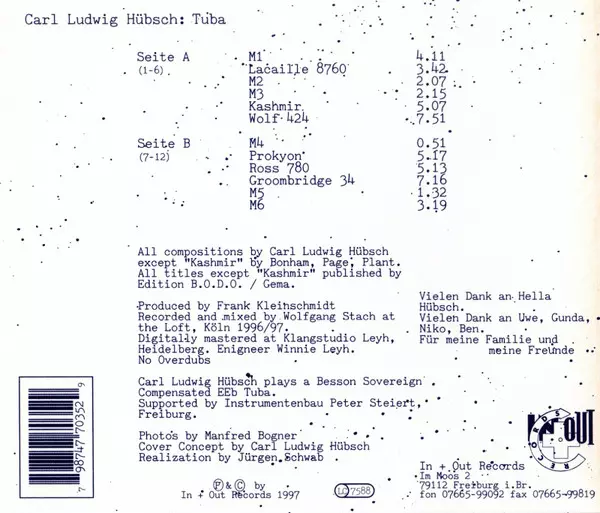 Carl Ludwig Hübsch: Tuba
Seite A M1 4.11
(1-6) Lacaille 8760 3.42
M2 2.07
M3 2.15
Kashmir 5.07
Wolf 424 7.51
Seite B M4 0.51
(7-12) Prokyon 5.17
Ross 780 5.13
Groombridge 34 7.16
M5 1.32
M6 3.19
All compositions by Carl Ludwig Hübsch
except "Kashmir" by Bonham, Page, Plant.
All titles except "Kashmir" published by
Edition B.O.D.O. / Gema.
Produced by Frank Kleinschmidt
Recorded and mixed by Wolfgang Stach at
the Loft, Köln 1996/97.
Digitally mastered at Klangstudio Leyh,
Heidelberg. Enigneer Winnie Leyh.
No Overdubs
Vielen Dank an Hella
Hübsch.
Vielen Dank an Uwe, Gunda,
Niko, Ben.
Für meine Familie und
meine Freunde
Carl Ludwig Hübsch plays a Besson Sovereign
Compensated EEb Tuba.
Supported by Instrumentenbau Peter Steiert,
Freiburg.
Photos by Manfred Bogner
Cover Concept by Carl Ludwig Hübsch
Realization by Jürgen Schwab
℗ & © by
In + Out Records 1997
LC 7588
7 98747 70352 9
IN+OUT
RECORDS
In + Out Records
Im Moos 2
79112 Freiburg i.Br.
fon 07665-99092 fax 07665-99819